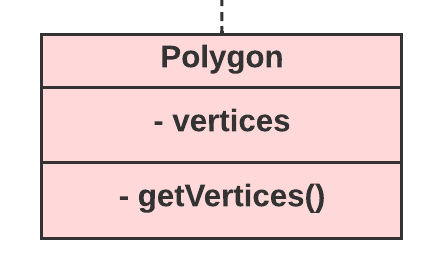 Polygon
- vertices
- getVertices()